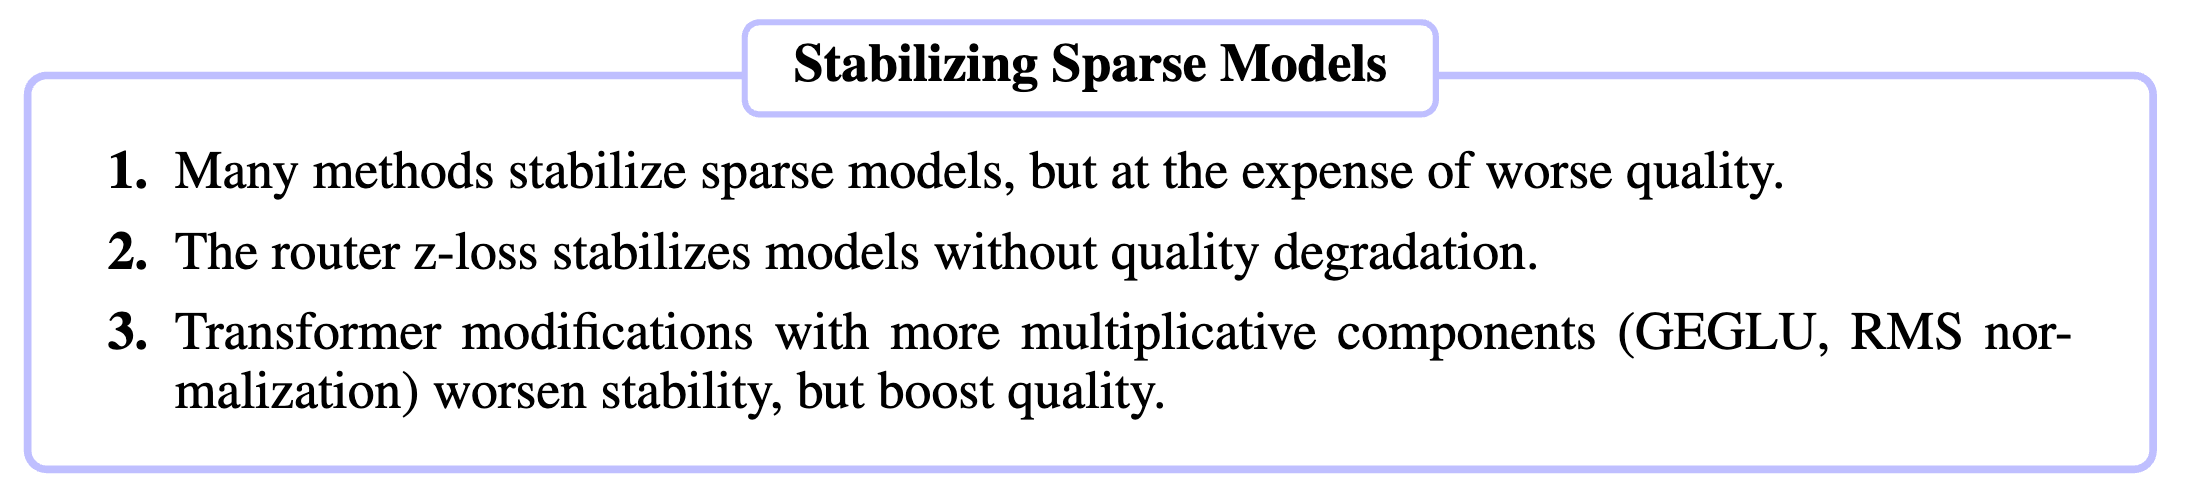 Stabilizing Sparse Models
1. Many methods stabilize sparse models, but at the expense of worse quality.
2. The router z-loss stabilizes models without quality degradation.
3. Transformer modifications with more multiplicative components (GEGLU, RMS nor-
malization) worsen stability, but boost quality.